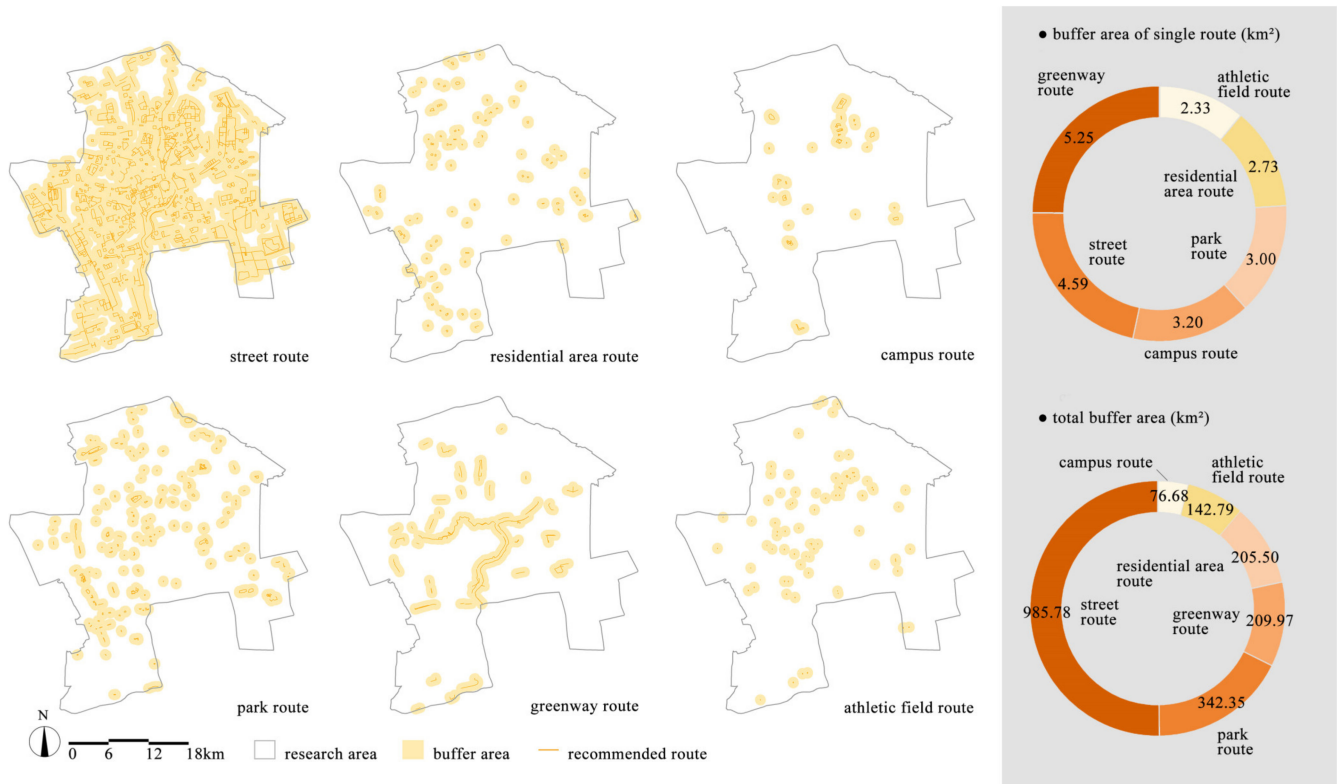 street route
residential area route
campus route
park route
greenway route
athletic field route
N
0 6 12 18km
research area
buffer area
recommended route
● buffer area of single route (km²)
greenway
route
athletic
field route
2.33
5.25
2.73
residential
area route
park
route
street
route
3.00
4.59
3.20
campus route
● total buffer area (km²)
campus route
athletic
field route
76.68
142.79
205.50
residential area
route
985.78
street
route
greenway
route
209.97
342.35
park
route